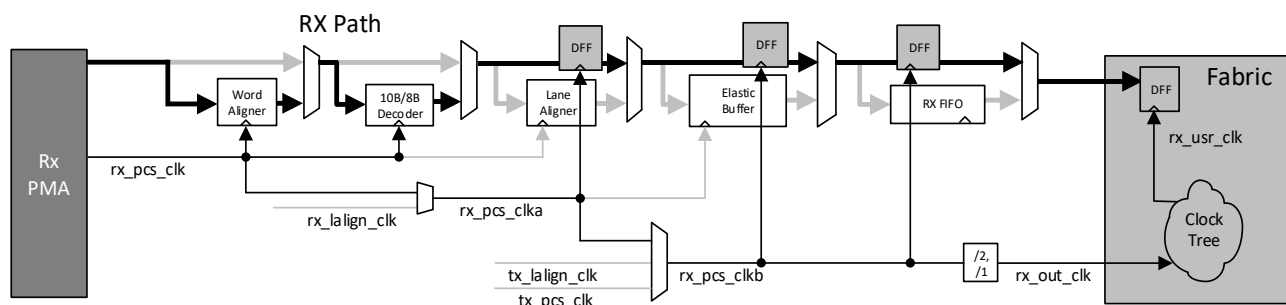 RX Path
DFF
DFF
DFF
Fabric
Word
Aligner
10B/8B
Decoder
Lane
Aligner
Elastic
Buffer
RX FIFO
DFF
Rx
PMA
rx_pcs_clk
rx_usr_clk
rx_lalign_clk
rx_pcs_clka
Clock
Tree
tx_lalign_clk
tx_pcs_clk
rx_pcs_clkb
/2,
/1
rx_out_clk